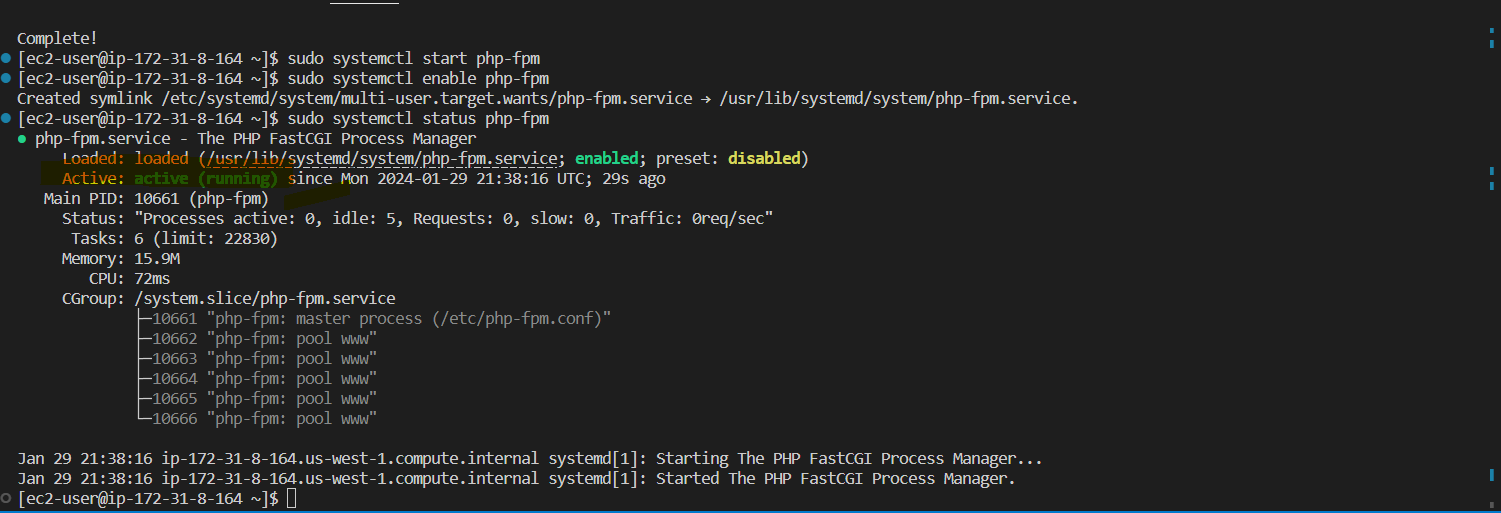 Complete!
[ec2-user@ip-172-31-8-164 ~]$ sudo systemctl start php-fpm
[ec2-user@ip-172-31-8-164 ~]$ sudo systemctl enable php-fpm
Created symlink /etc/systemd/system/multi-user.target.wants/php-fpm.service → /usr/lib/systemd/system/php-fpm.service.
[ec2-user@ip-172-31-8-164 ~]$ sudo systemctl status php-fpm
● php-fpm.service - The PHP FastCGI Process Manager
     Loaded: loaded (/usr/lib/systemd/system/php-fpm.service; enabled; preset: disabled)
     Active: active (running) since Mon 2024-01-29 21:38:16 UTC; 29s ago
   Main PID: 10661 (php-fpm)
     Status: "Processes active: 0, idle: 5, Requests: 0, slow: 0, Traffic: 0req/sec"
      Tasks: 6 (limit: 22830)
     Memory: 15.9M
        CPU: 72ms
     CGroup: /system.slice/php-fpm.service
             ├─10661 "php-fpm: master process (/etc/php-fpm.conf)"
             ├─10662 "php-fpm: pool www"
             ├─10663 "php-fpm: pool www"
             ├─10664 "php-fpm: pool www"
             ├─10665 "php-fpm: pool www"
             └─10666 "php-fpm: pool www"
Jan 29 21:38:16 ip-172-31-8-164.us-west-1.compute.internal systemd[1]: Starting The PHP FastCGI Process Manager...
Jan 29 21:38:16 ip-172-31-8-164.us-west-1.compute.internal systemd[1]: Started The PHP FastCGI Process Manager.
[ec2-user@ip-172-31-8-164 ~]$